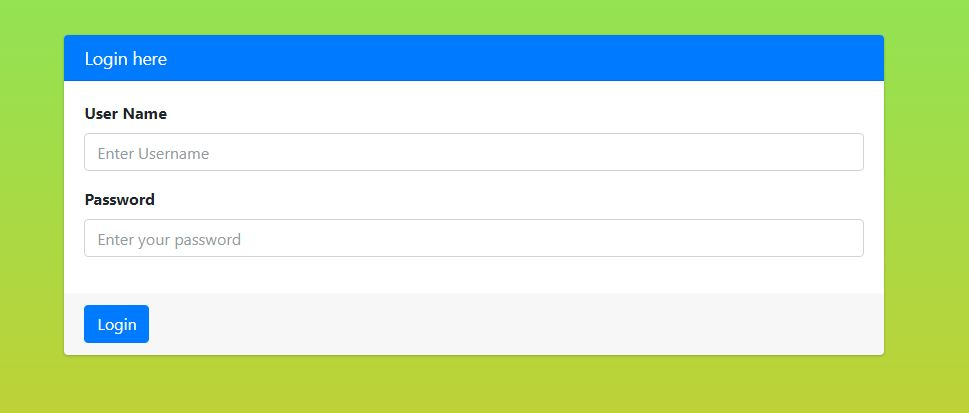 Login here
User Name
Enter Username
Password
Enter your password
Login